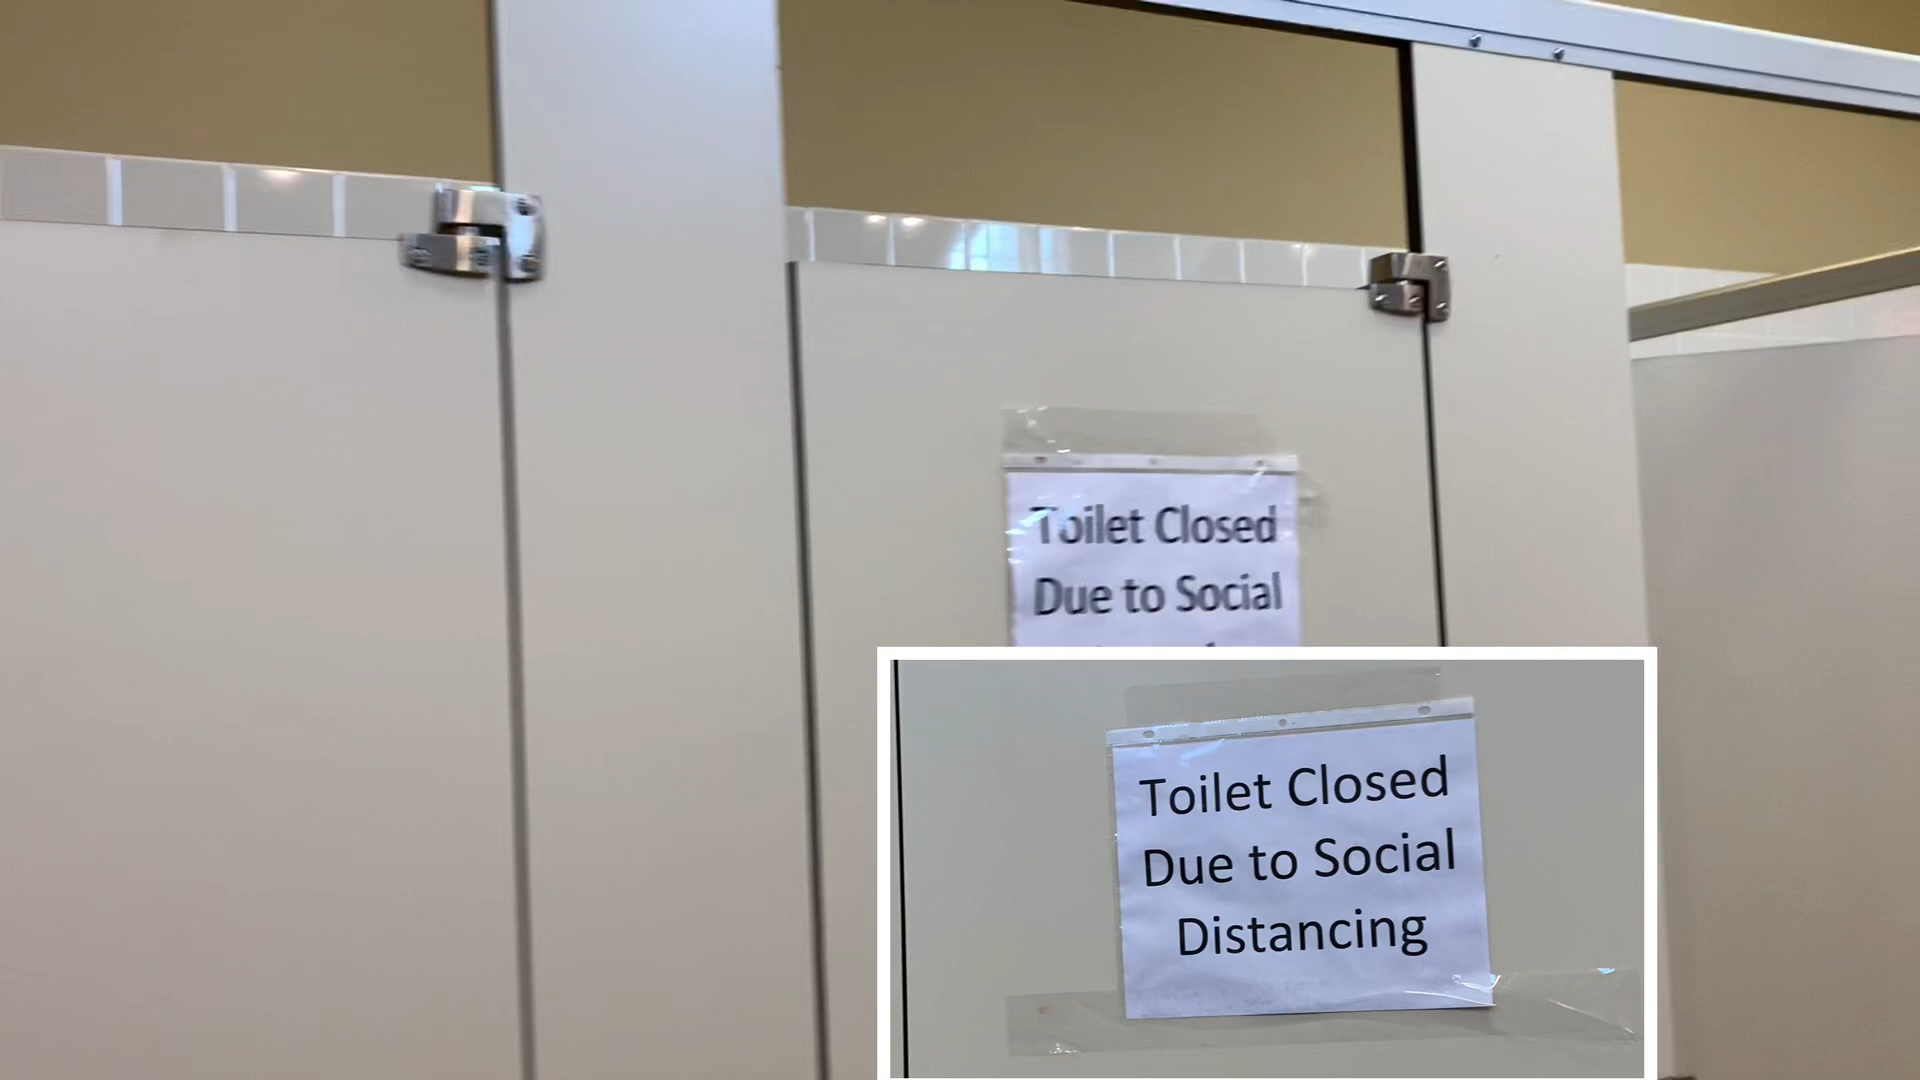 Toilet Closed
Due to Social
Toilet Closed
Due to Social
Distancing